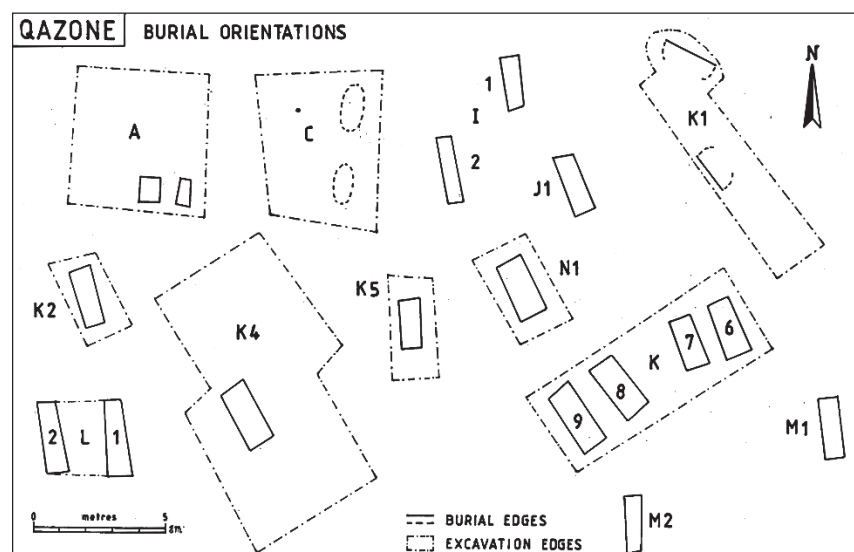 QAZONE BURIAL ORIENTATIONS
N
1
I
2
A
C
K1
J1
K2
K4
K5
N1
K
7
6
8
9
2
L
1
M1
M2
0 metres 5
BURIAL EDGES
EXCAVATION EDGES